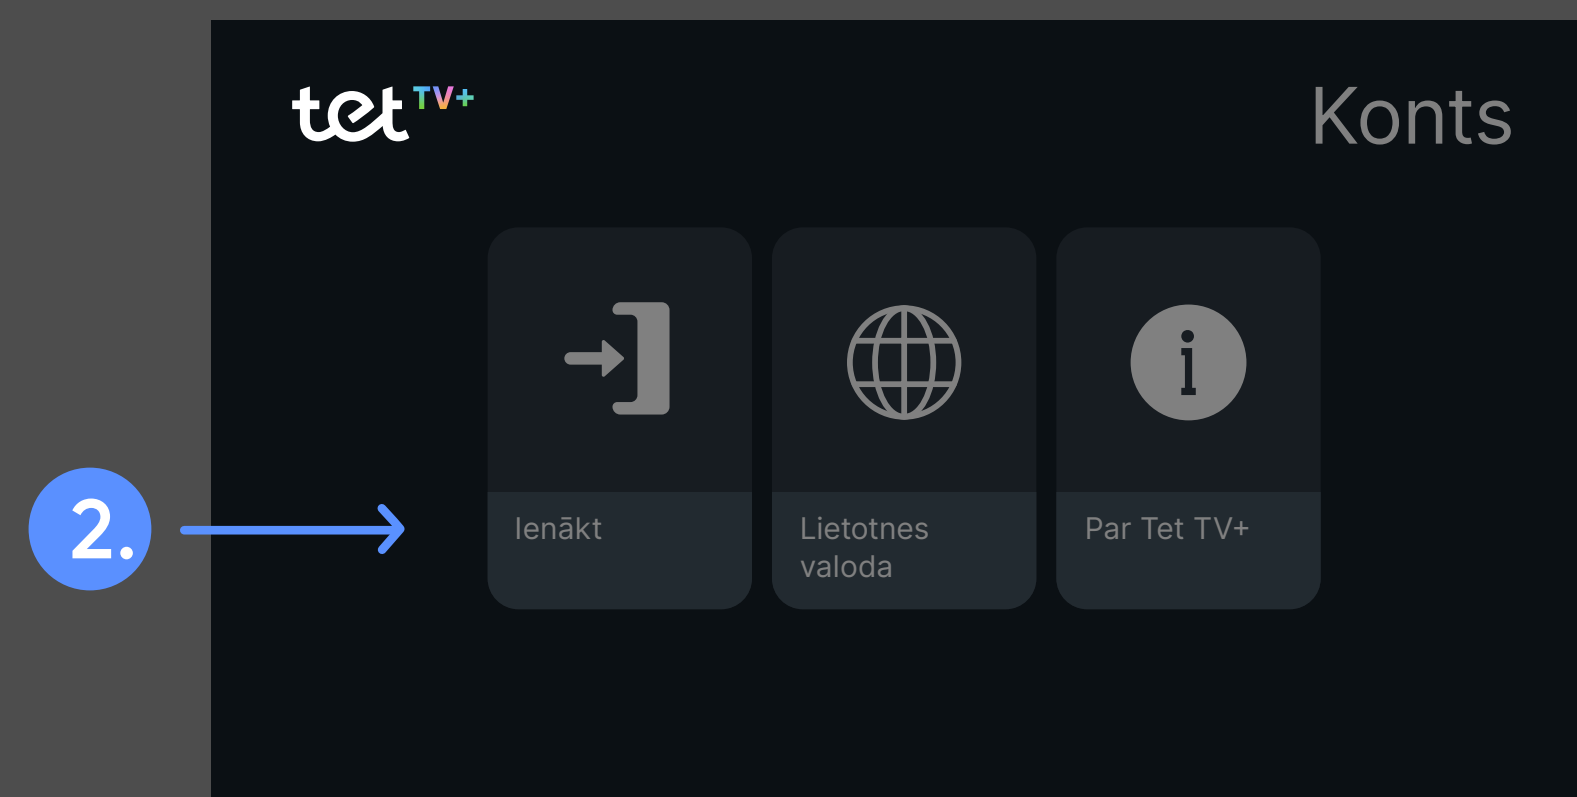 tet TV+
Konts
2.
Ienākt
Lietotnes
valoda
Par Tet TV+